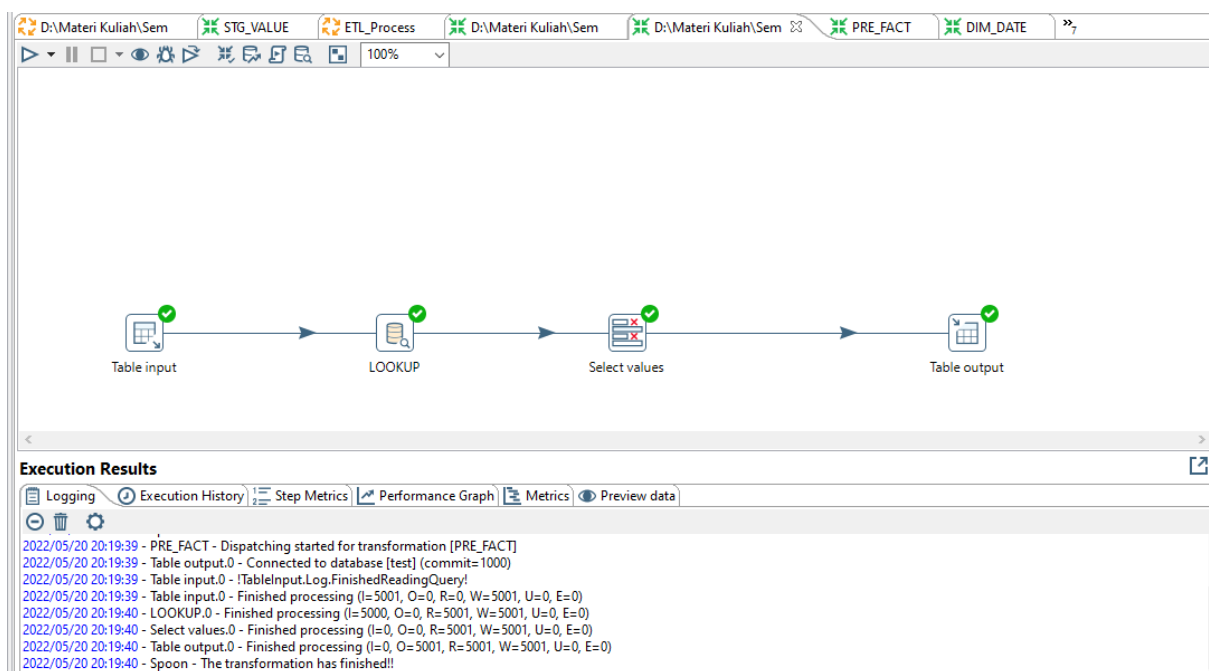 D:\Materi Kuliah\Sem STG_VALUE ETL_Process D:\Materi Kuliah\Sem D:\Materi Kuliah\Sem PRE_FACT DIM_DATE »7
100%
Table input LOOKUP Select values Table output
Execution Results
Logging Execution History Step Metrics Performance Graph Metrics Preview data
2022/05/20 20:19:39 - PRE_FACT - Dispatching started for transformation [PRE_FACT]
2022/05/20 20:19:39 - Table output.0 - Connected to database [test] (commit=1000)
2022/05/20 20:19:39 - Table input.0 - !TableInput.Log.FinishedReadingQuery!
2022/05/20 20:19:39 - Table input.0 - Finished processing (I=5001, O=0, R=0, W=5001, U=0, E=0)
2022/05/20 20:19:40 - LOOKUP.0 - Finished processing (I=5000, O=0, R=5001, W=5001, U=0, E=0)
2022/05/20 20:19:40 - Select values.0 - Finished processing (I=0, O=0, R=5001, W=5001, U=0, E=0)
2022/05/20 20:19:40 - Table output.0 - Finished processing (I=0, O=5001, R=5001, W=5001, U=0, E=0)
2022/05/20 20:19:40 - Spoon - The transformation has finished!!